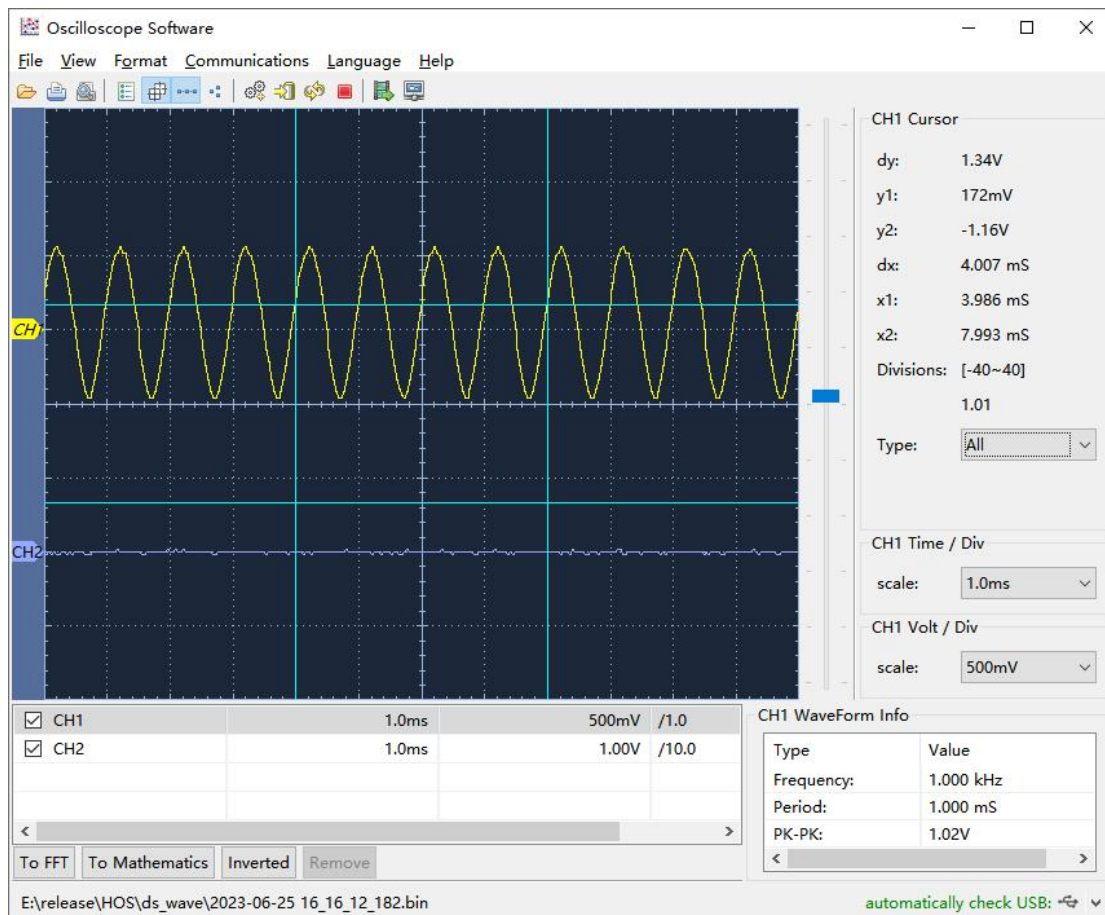 Oscilloscope Software
File View Format Communications Language Help
CH1 Cursor
dy: 1.34V
y1: 172mV
y2: -1.16V
dx: 4.007 mS
x1: 3.986 mS
x2: 7.993 mS
Divisions: [-40~40]
1.01
Type: All
CH
CH2
CH1 Time / Div
scale: 1.0ms
CH1 Volt / Div
scale: 500mV
CH1 1.0ms 500mV /1.0
CH2 1.0ms 1.00V /10.0
CH1 WaveForm Info
Type Value
Frequency: 1.000 kHz
Period: 1.000 mS
PK-PK: 1.02V
To FFT To Mathematics Inverted Remove
E:\release\HOS\ds_wave\2023-06-25 16_16_12_182.bin
automatically check USB: